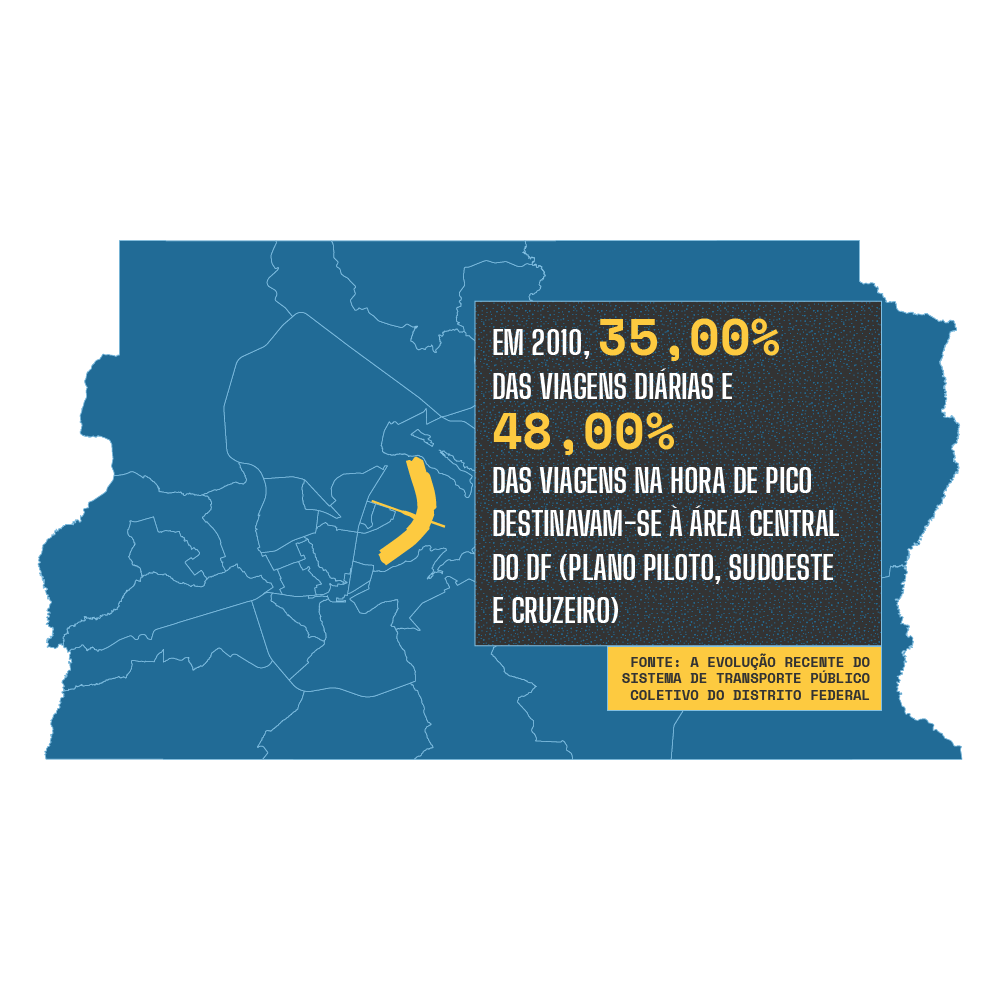 EM 2010, 35,00%
DAS VIAGENS DIÁRIAS E
48,00%
DAS VIAGENS NA HORA DE PICO
DESTINAVAM-SE À ÁREA CENTRAL
DO DF (PLANO PILOTO, SUDOESTE
E CRUZEIRO)
FONTE: A EVOLUÇÃO RECENTE DO
SISTEMA DE TRANSPORTE PÚBLICO
COLETIVO DO DISTRITO FEDERAL